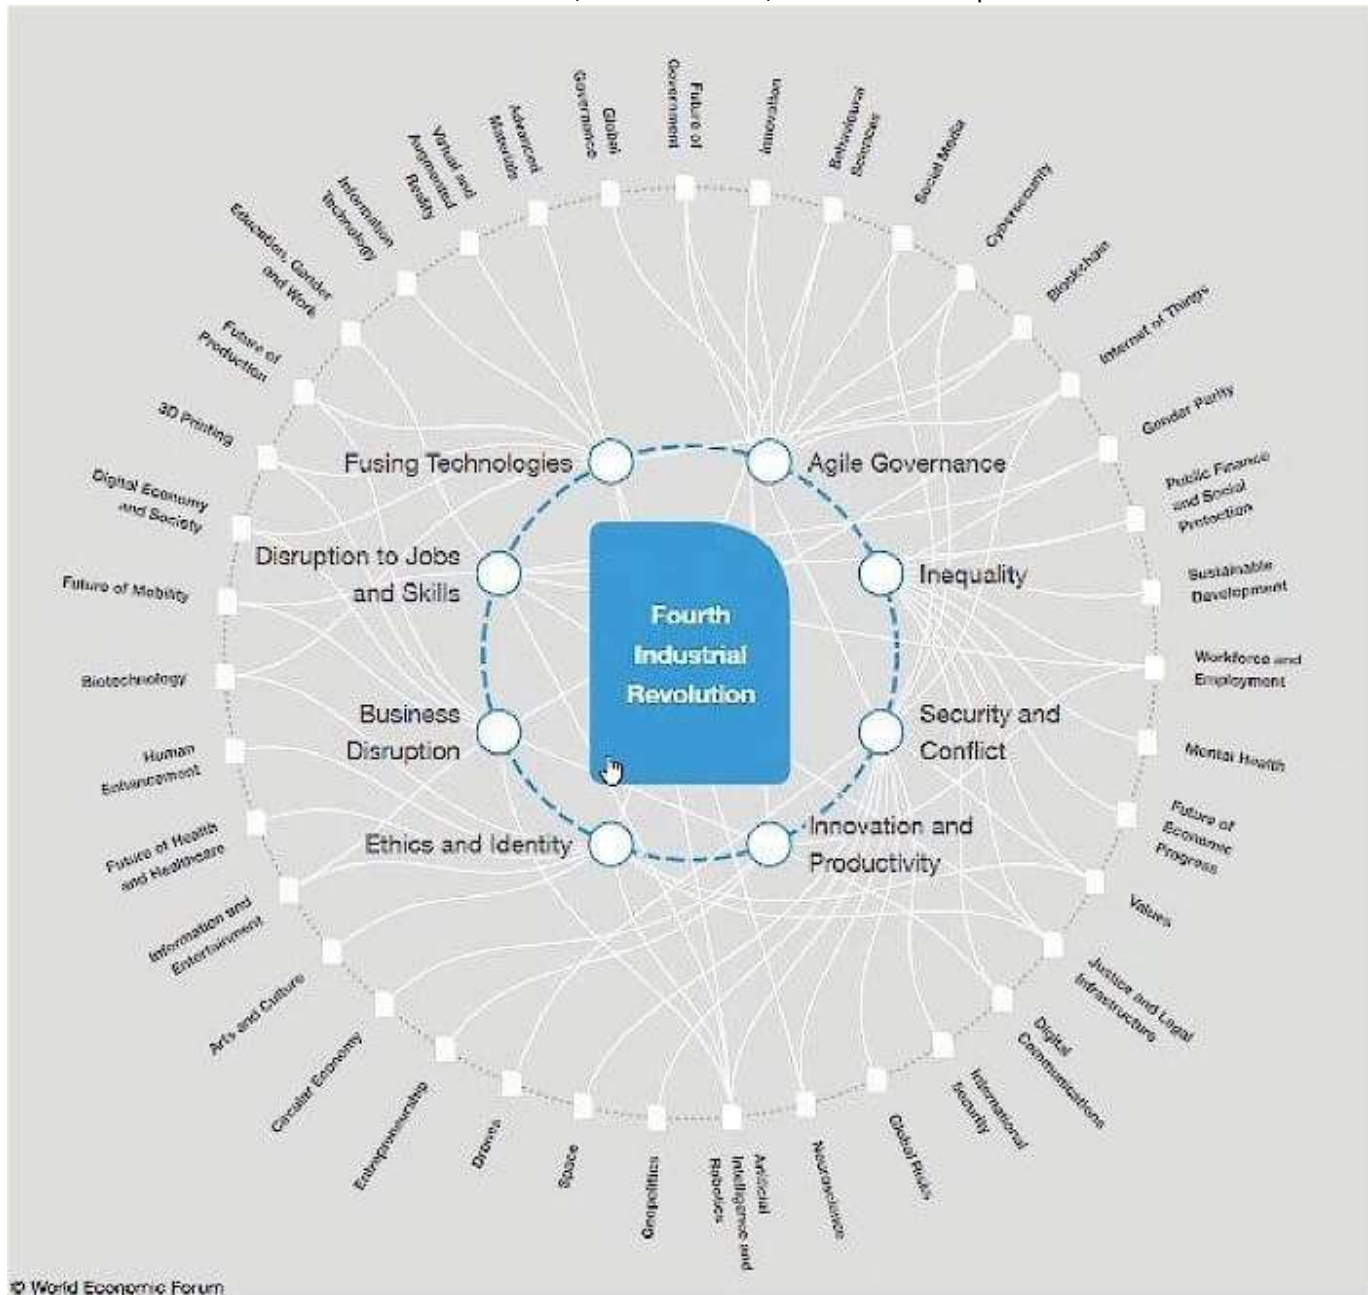 Global
Governance
Future of
Government
Innovation
Behavioural
Sciences
Social Media
Cybersecurity
Blockchain
Internet of Things
Gender Parity
Public Finance
and Social
Protection
Sustainable
Development
Workforce and
Employment
Mental Health
Future of
Economic
Progress
Values
Justice and Legal
Infrastructure
Digital
Communications
International
Security
Global Risks
Neuroscience
Artificial
Intelligence and
Robotics
Geopolitics
Space
Drones
Entrepreneurship
Circular Economy
Arts and Culture
Information and
Entertainment
Future of Health
and Healthcare
Human
Enhancement
Biotechnology
Future of Mobility
Digital Economy
and Society
3D Printing
Future of
Production
Education, Gender
and Work
Information
Technology
Virtual and
Augmented
Reality
Advanced
Materials
Fusing Technologies
Agile Governance
Disruption to Jobs
and Skills
Inequality
Fourth
Industrial
Revolution
Business
Disruption
Security and
Conflict
Ethics and Identity
Innovation and
Productivity
© World Economic Forum